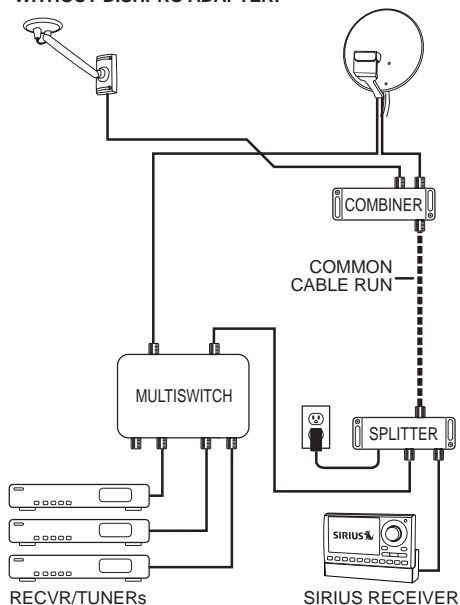 WITHOUT DISHPRO ADAPTER:
COMBINER
COMMON
CABLE RUN
MULTISWITCH
SPLITTER
SIRIUS
RECVR/TUNERs
SIRIUS RECEIVER